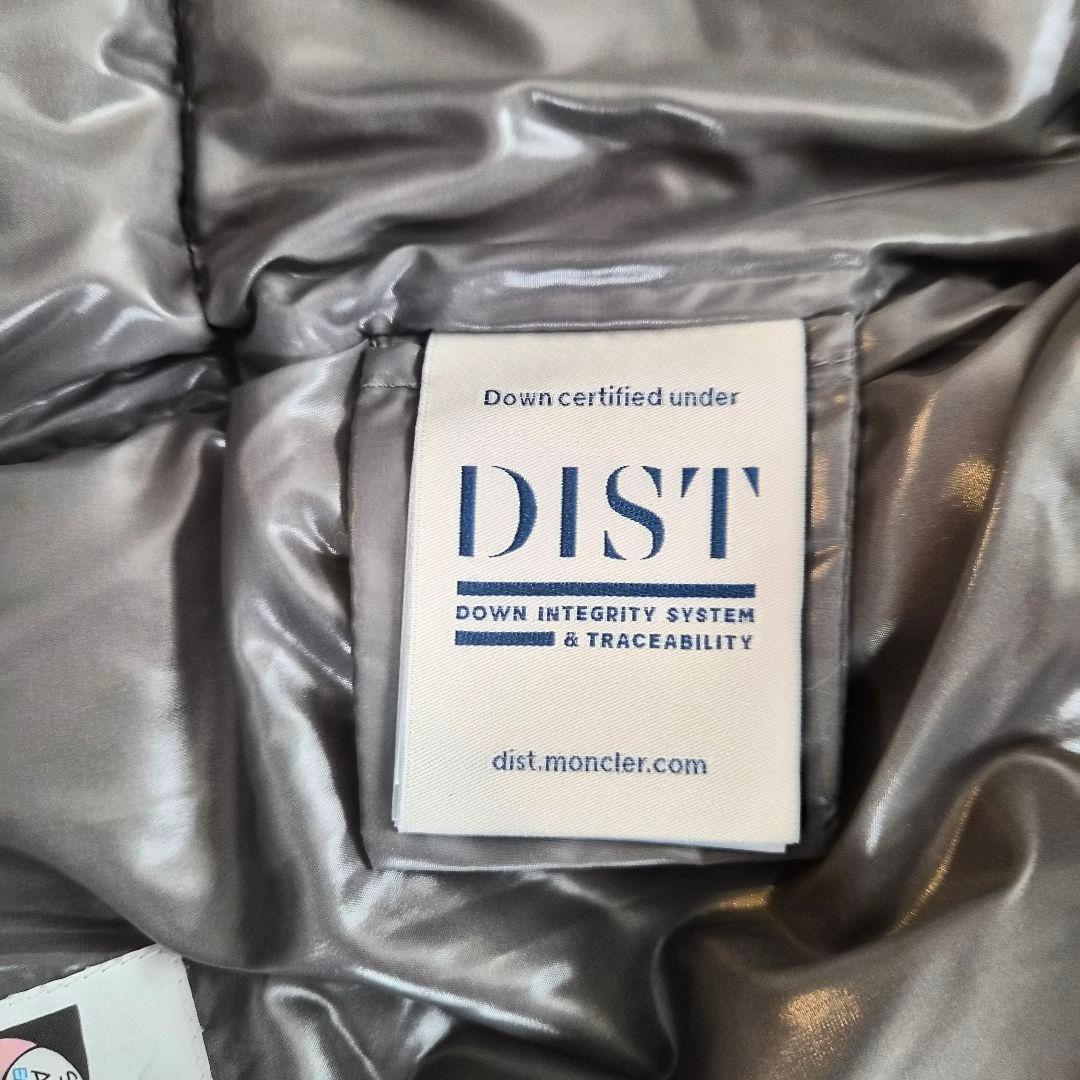 Down certified under
DIST
DOWN INTEGRITY SYSTEM
& TRACEABILITY
dist.moncler.com